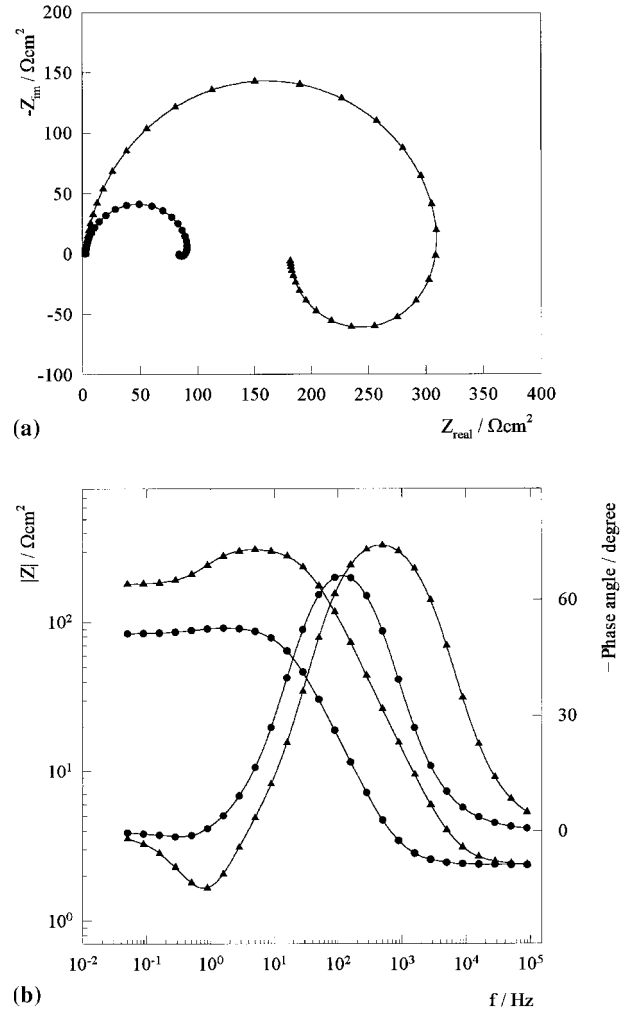 -Z_im / Ωcm²
200
150
100
50
0
-50
-100
0 50 100 150 200 250 300 350 400
Z_real / Ωcm²
(a)
|Z| / Ωcm²
10²
10¹
10⁰
−Phase angle / degree
60
30
0
10⁻² 10⁻¹ 10⁰ 10¹ 10² 10³ 10⁴ 10⁵
f / Hz
(b)